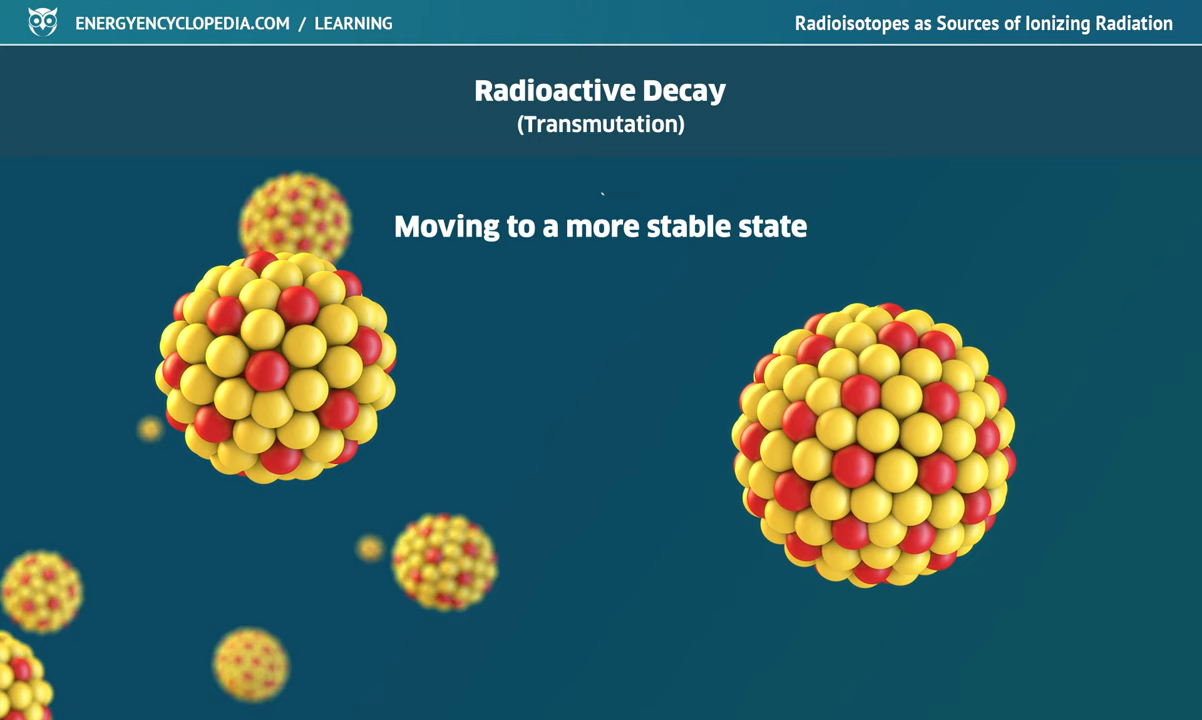 ENERGYENCYCLOPEDIA.COM / LEARNING
Radioisotopes as Sources of Ionizing Radiation
Radioactive Decay
(Transmutation)
Moving to a more stable state